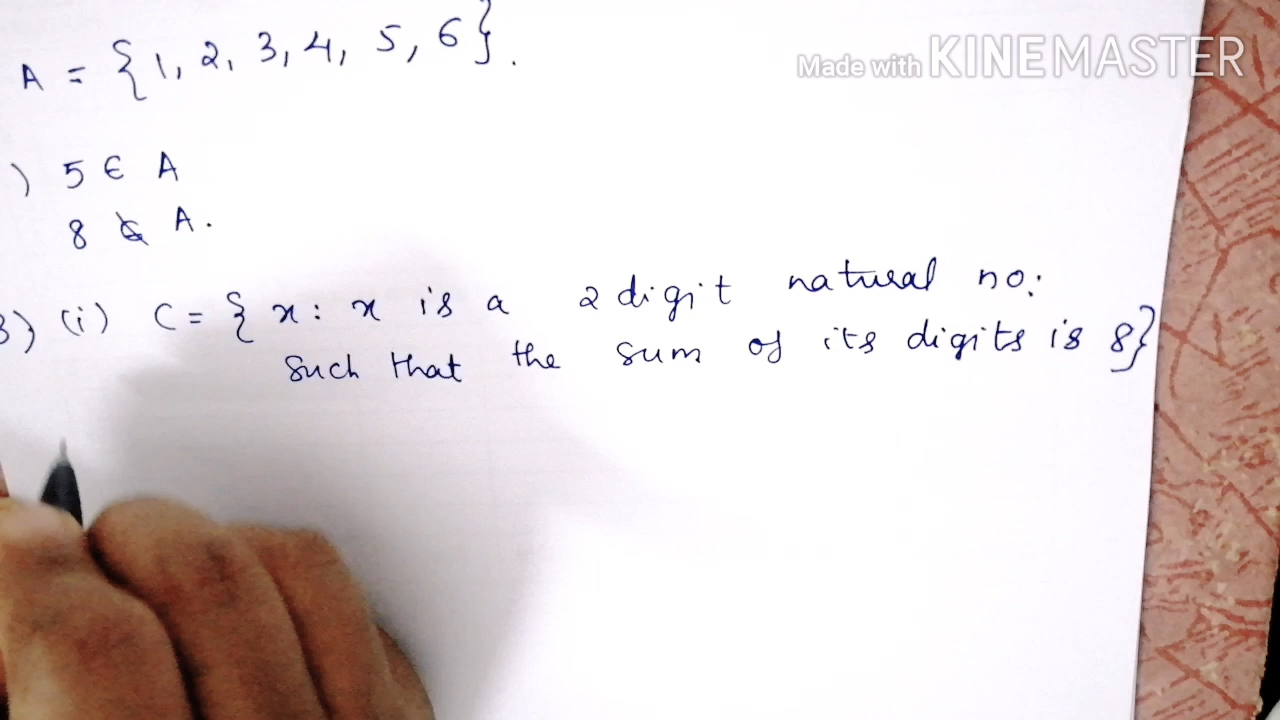 A = {1, 2, 3, 4, 5, 6}.
Made with KINEMASTER
) 5 ∈ A
8 ∉ A.
3) (i) C = { x : x is a 2 digit natural no:
such that the sum of its digits is 8}